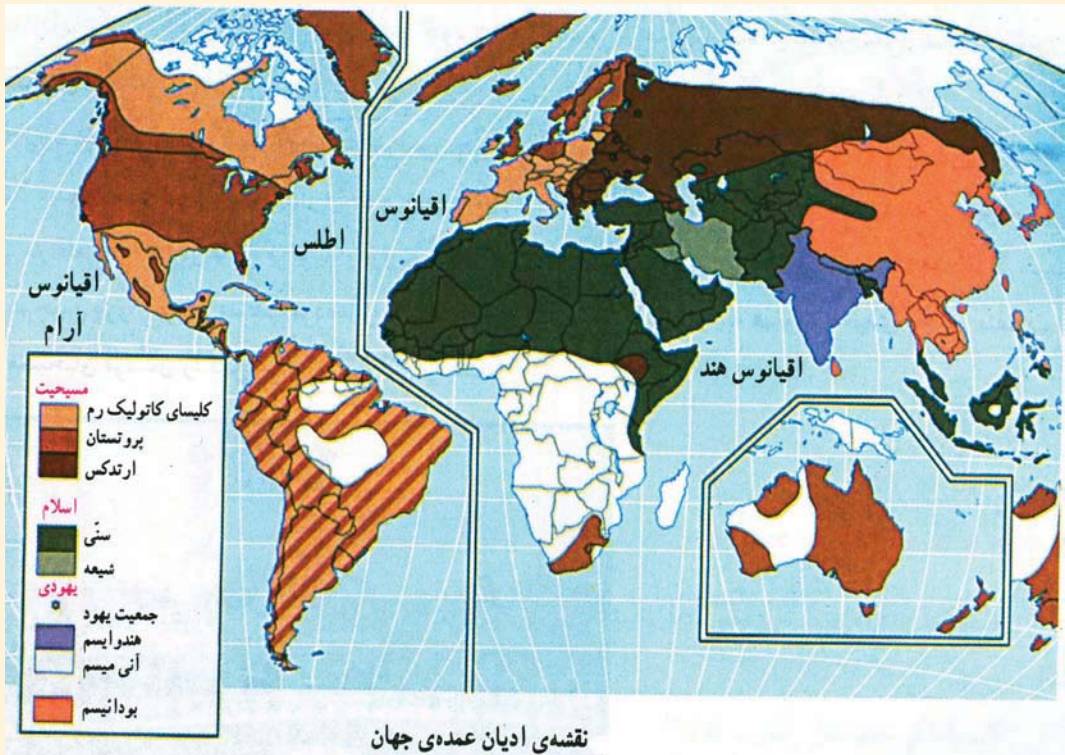 اقیانوس
اطلس
اقیانوس
آرام
اقیانوس هند
مسیحیت
کلیسای کاتولیک رم
پروتستان
ارتدکس
اسلام
سنّی
شیعه
یهودی
جمعیت یهود
هندوایسم
آنی میسم
بودائیسم
نقشه‌ی ادیان عمده‌ی جهان